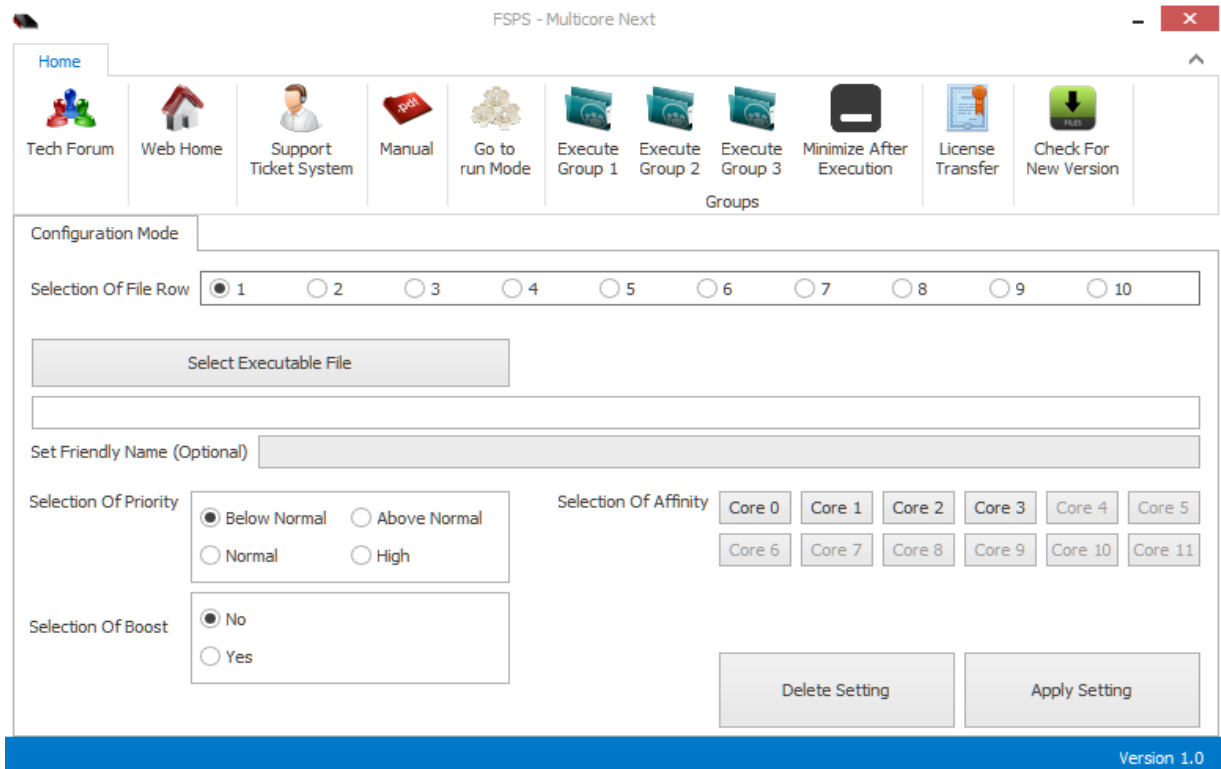 FSPS - Multicore Next
Home
Tech Forum
Web Home
Support
Ticket System
.pdf
Manual
Go to
run Mode
Execute
Group 1
Execute
Group 2
Execute
Group 3
Minimize After
Execution
Groups
License
Transfer
FILES
Check For
New Version
Configuration Mode
Selection Of File Row 1 2 3 4 5 6 7 8 9 10
Select Executable File
Set Friendly Name (Optional)
Selection Of Priority
Below Normal Above Normal
Normal High
Selection Of Affinity
Core 0 Core 1 Core 2 Core 3 Core 4 Core 5
Core 6 Core 7 Core 8 Core 9 Core 10 Core 11
Selection Of Boost
No
Yes
Delete Setting Apply Setting
Version 1.0